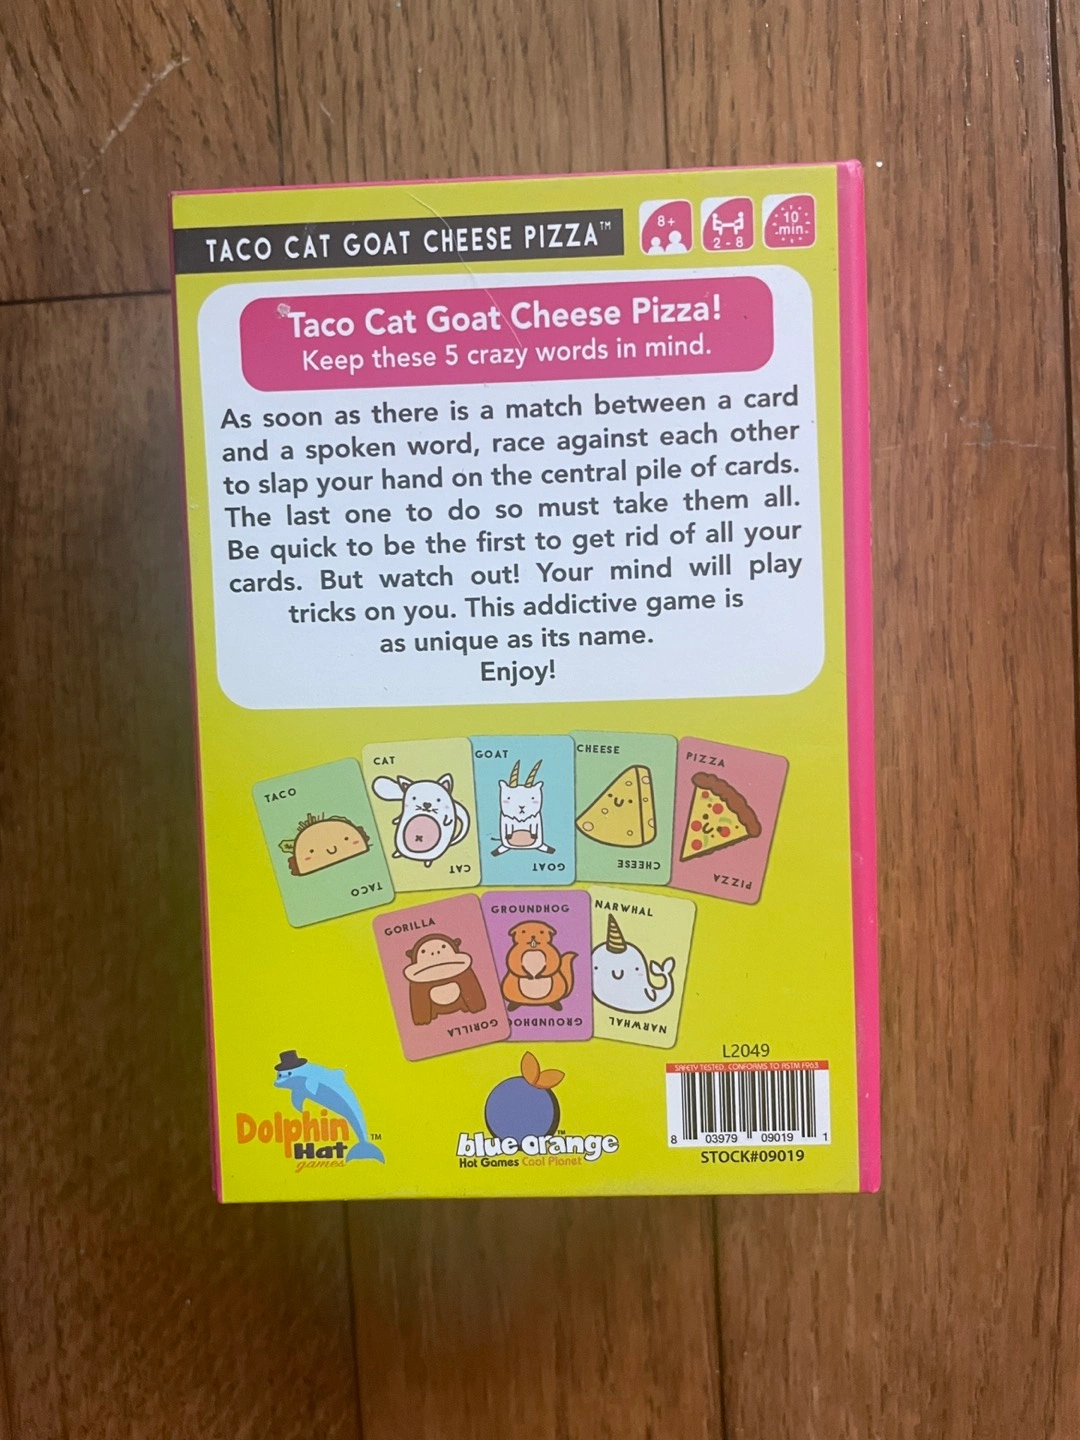 TACO CAT GOAT CHEESE PIZZA™
8+
2 - 8
10
min.
Taco Cat Goat Cheese Pizza!
Keep these 5 crazy words in mind.
As soon as there is a match between a card
and a spoken word, race against each other
to slap your hand on the central pile of cards.
The last one to do so must take them all.
Be quick to be the first to get rid of all your
cards. But watch out! Your mind will play
tricks on you. This addictive game is
as unique as its name.
Enjoy!
TACO
TACO
CAT
CAT
GOAT
GOAT
CHEESE
CHEESE
PIZZA
PIZZA
GORILLA
GORILLA
GROUNDHOG
GROUNDHOG
NARWHAL
NARWHAL
Dolphin
Hat
games
TM
blue orange
TM
Hot Games Cool Planet
L2049
SAFETY TESTED CONFORMS TO ASTM F963
8 03979 09019 1
STOCK#09019